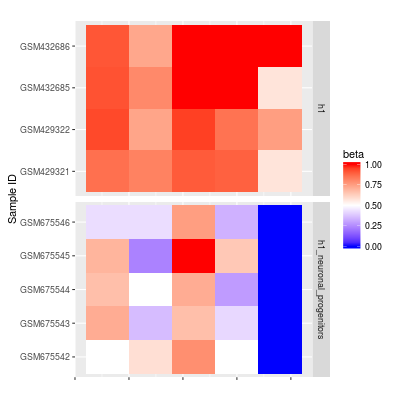 GSM432686
GSM432685
GSM429322
GSM429321
h1
GSM675546
GSM675545
GSM675544
GSM675543
GSM675542
h1_neuronal_progenitors
Sample ID
beta
1.00
0.75
0.50
0.25
0.00